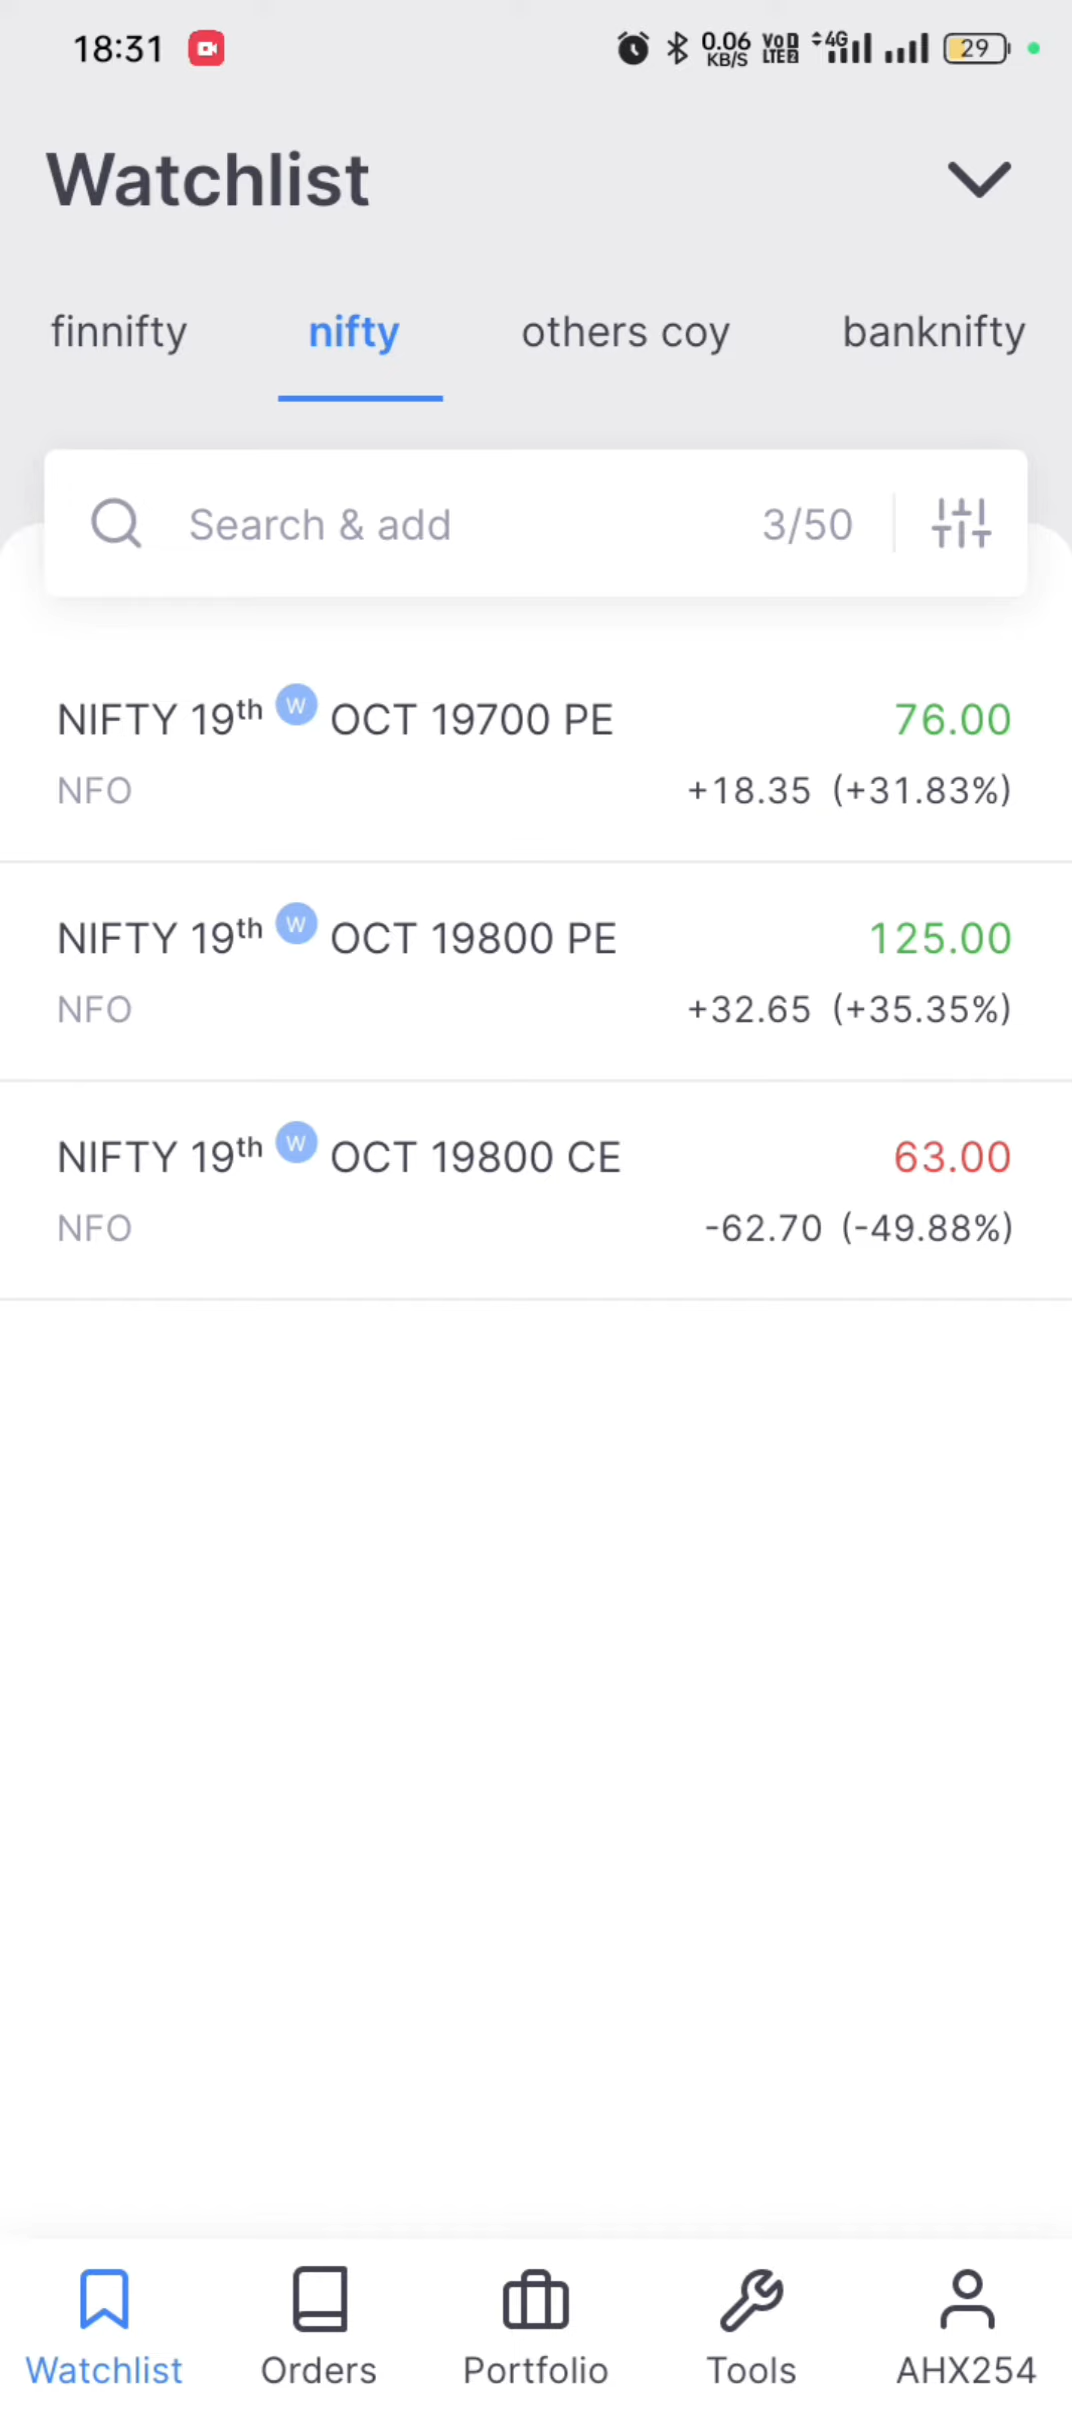 18:31 0.06 KB/S VoD LTE2 4G 29
Watchlist
finnifty nifty others coy banknifty
Search & add 3/50
NIFTY 19th W OCT 19700 PE 76.00
NFO +18.35 (+31.83%)
NIFTY 19th W OCT 19800 PE 125.00
NFO +32.65 (+35.35%)
NIFTY 19th W OCT 19800 CE 63.00
NFO -62.70 (-49.88%)
Watchlist Orders Portfolio Tools AHX254